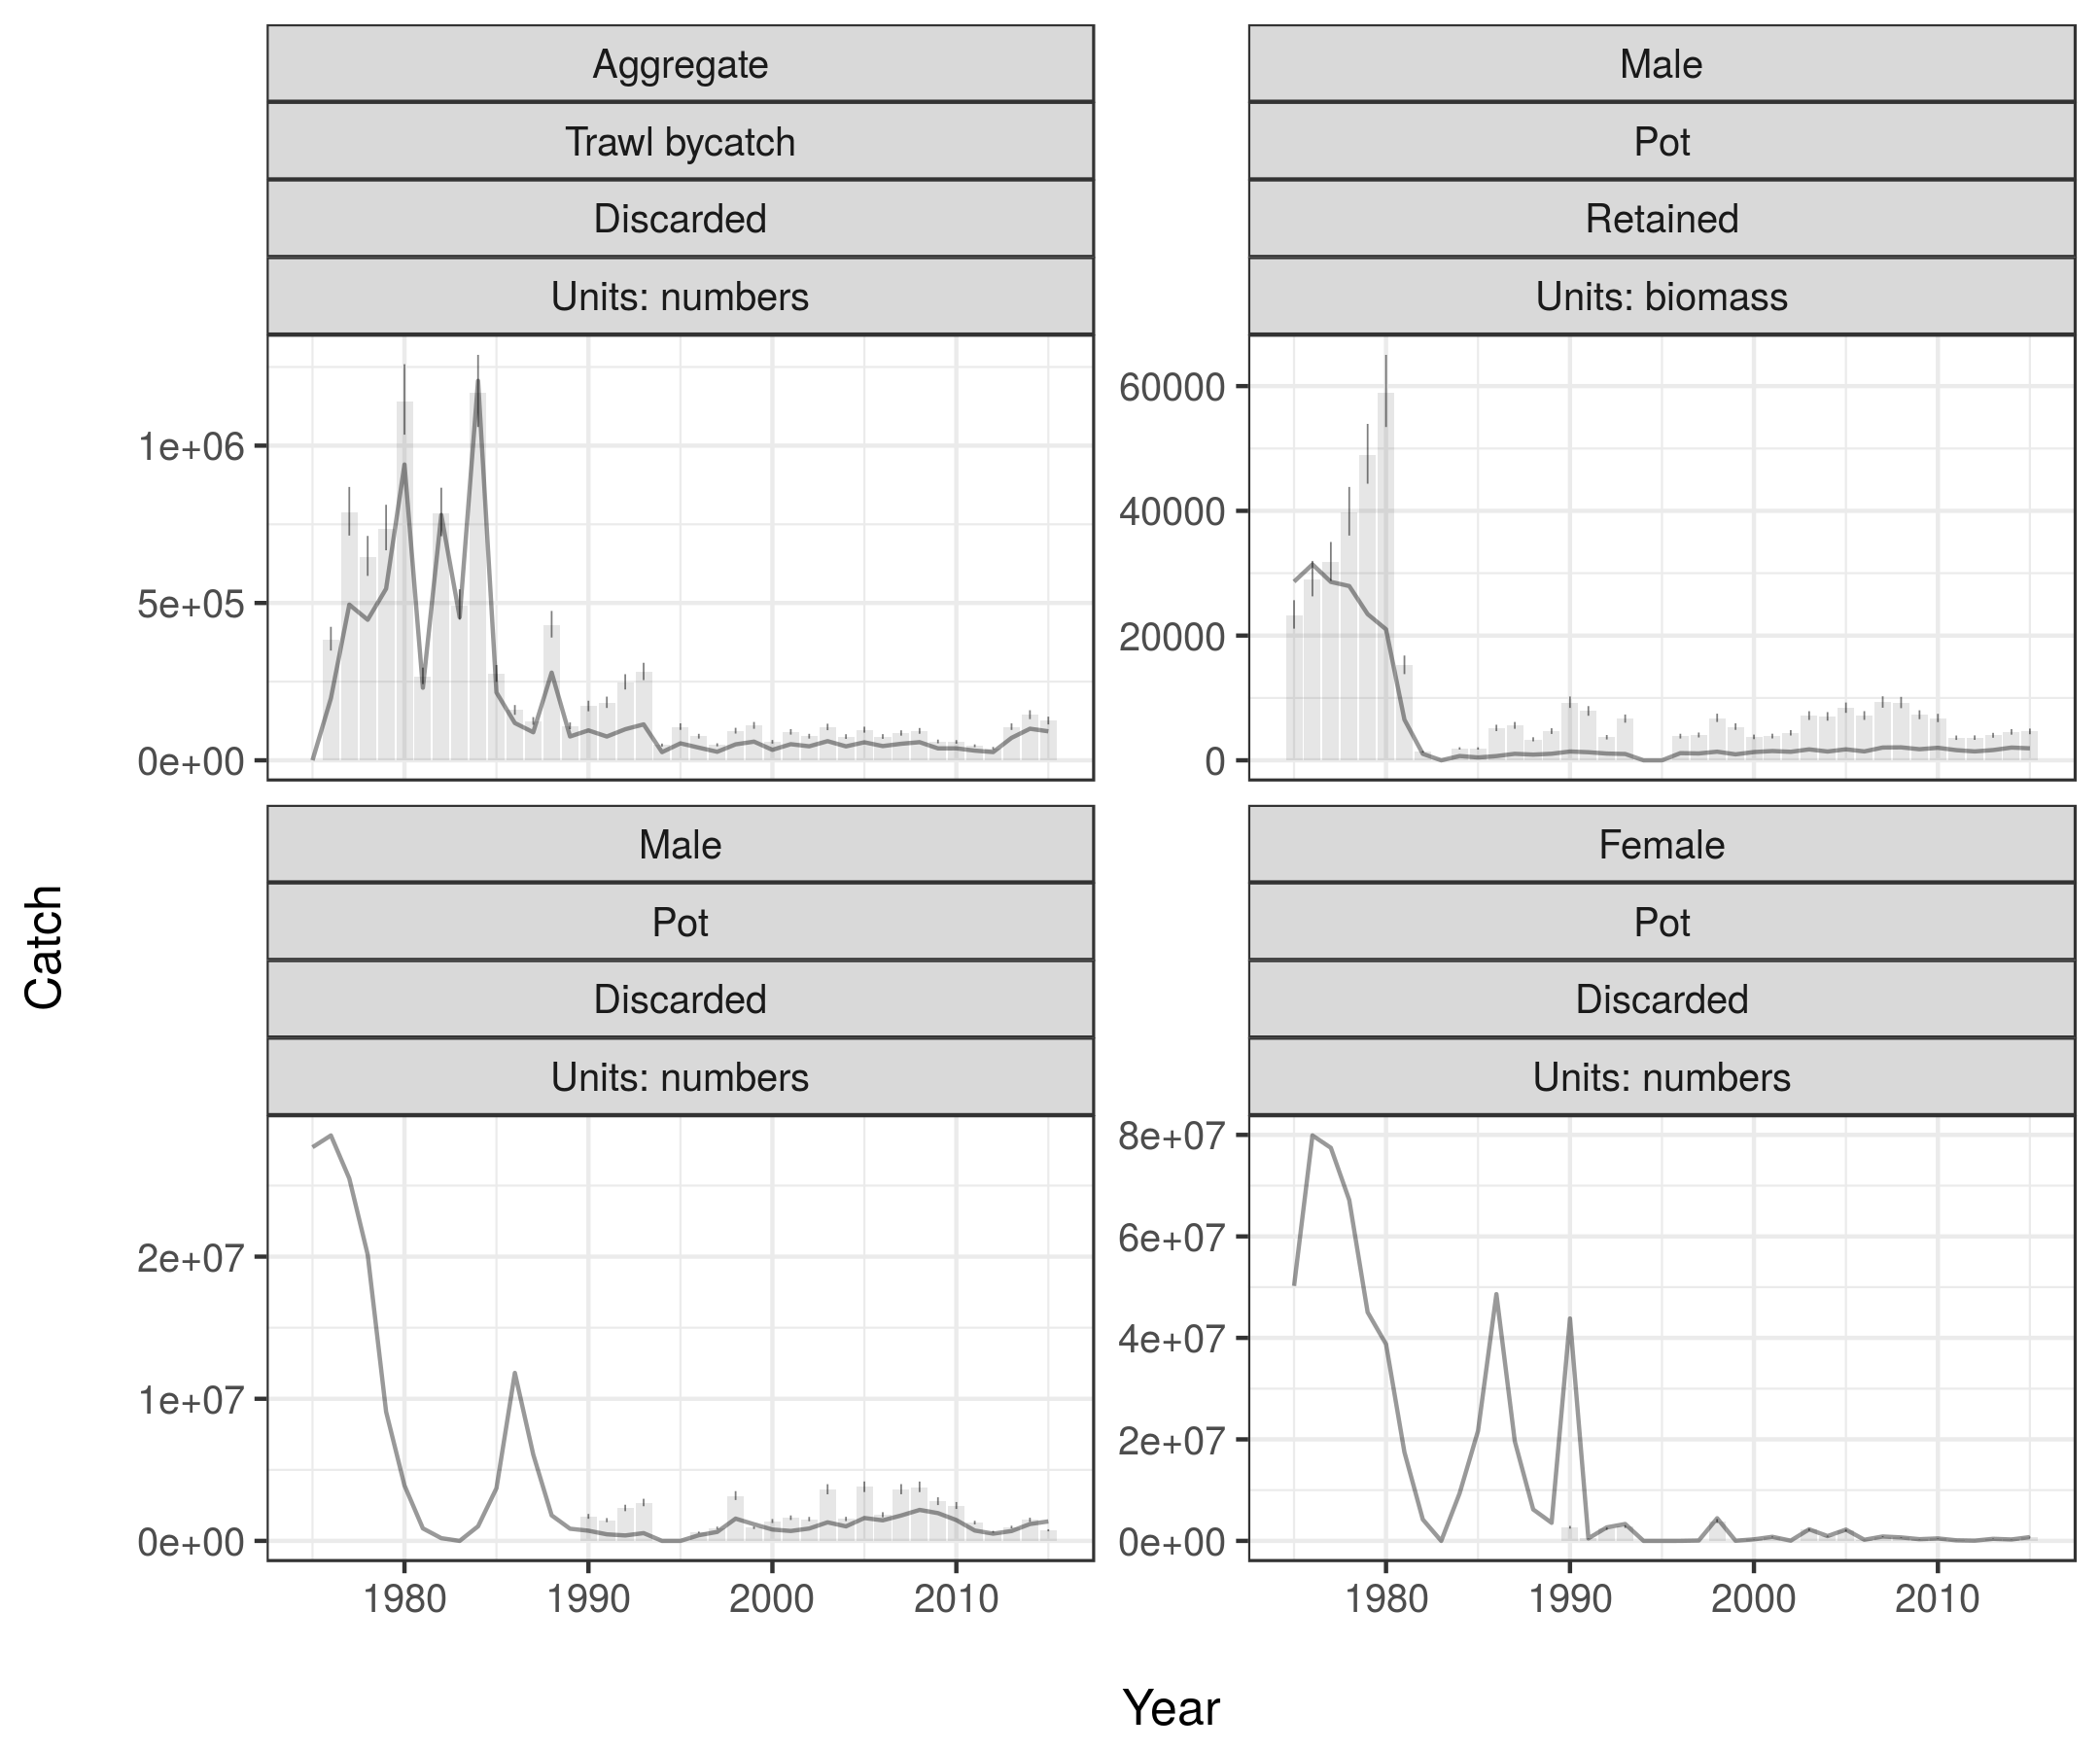 Aggregate
Trawl bycatch
Discarded
Units: numbers
1e+06
5e+05
0e+00
Male
Pot
Retained
Units: biomass
60000
40000
20000
0
Male
Pot
Discarded
Units: numbers
2e+07
1e+07
0e+00
1980 1990 2000 2010
Female
Pot
Discarded
Units: numbers
8e+07
6e+07
4e+07
2e+07
0e+00
1980 1990 2000 2010
Catch
Year